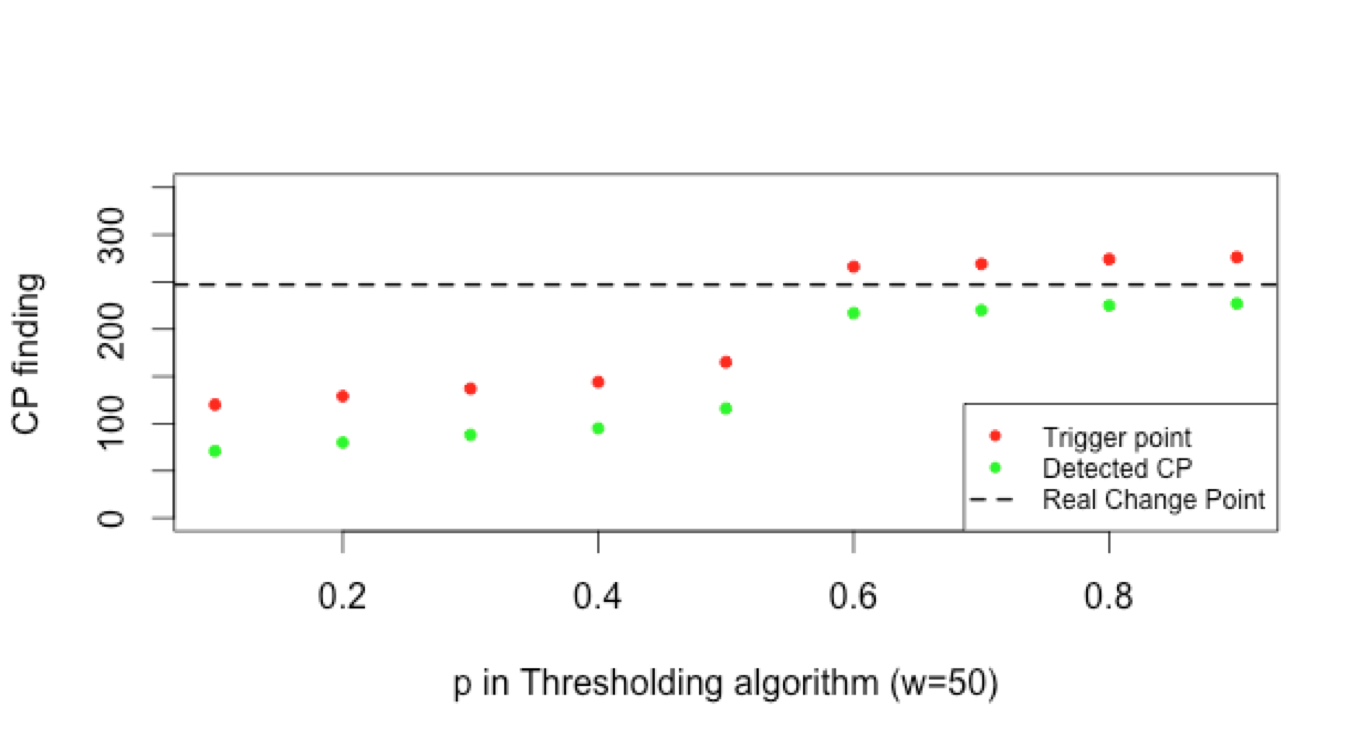 CP finding
300
200
100
0
Trigger point
Detected CP
Real Change Point
0.2 0.4 0.6 0.8
p in Thresholding algorithm (w=50)